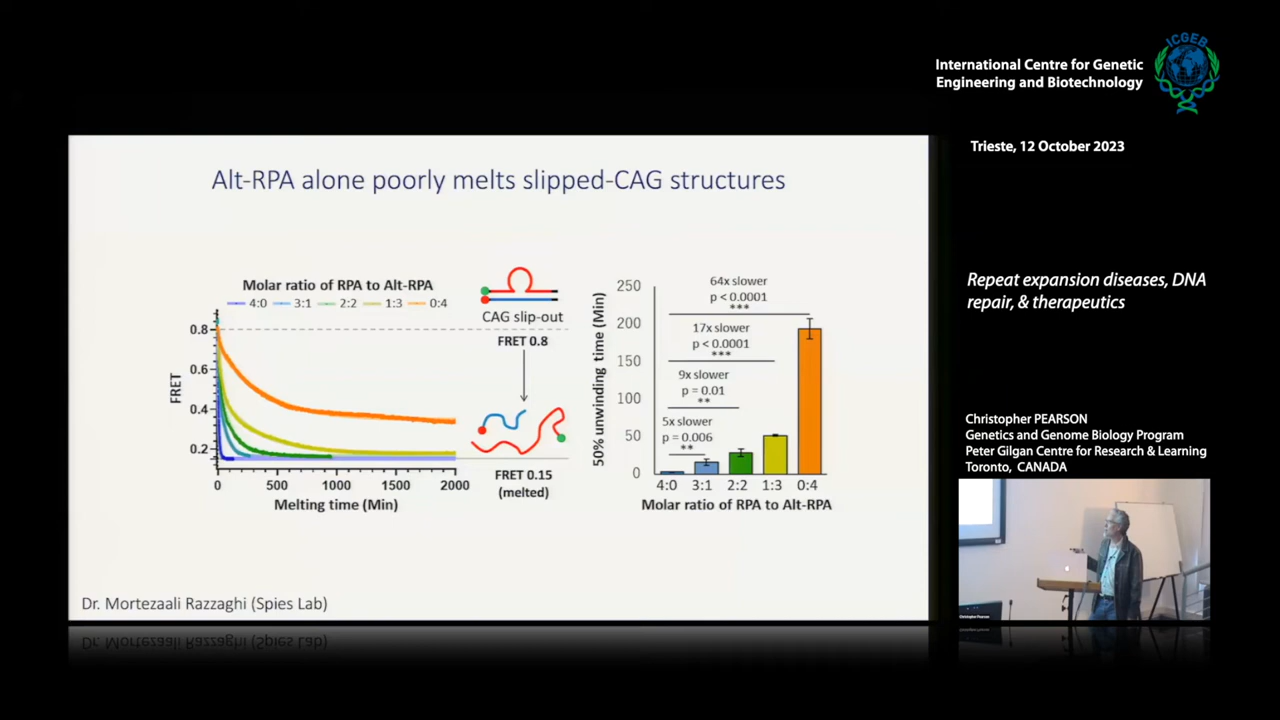 ICGEB
International Centre for Genetic
Engineering and Biotechnology
Trieste, 12 October 2023
Alt-RPA alone poorly melts slipped-CAG structures
Molar ratio of RPA to Alt-RPA
4:0 3:1 2:2 1:3 0:4
FRET
0.8
0.6
0.4
0.2
0 500 1000 1500 2000
Melting time (Min)
CAG slip-out
FRET 0.8
FRET 0.15
(melted)
50% unwinding time (Min)
250
200
150
100
50
0
64x slower
p < 0.0001
***
17x slower
p < 0.0001
***
9x slower
p = 0.01
**
5x slower
p = 0.006
**
4:0 3:1 2:2 1:3 0:4
Molar ratio of RPA to Alt-RPA
Dr. Mortezaali Razzaghi (Spies Lab)
Repeat expansion diseases, DNA
repair, & therapeutics
Christopher PEARSON
Genetics and Genome Biology Program
Peter Gilgan Centre for Research & Learning
Toronto, CANADA
Christopher Pearson